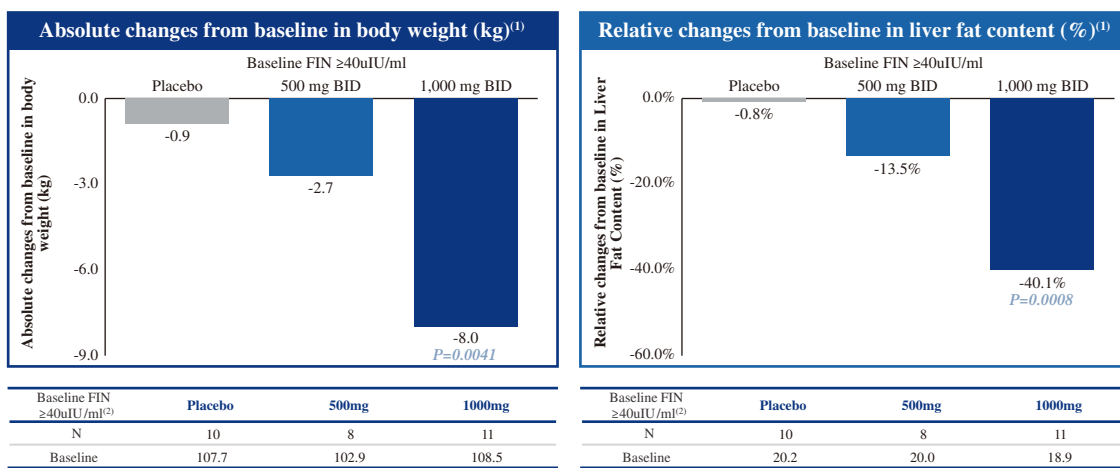 Absolute changes from baseline in body weight (kg)(1)
Baseline FIN ≥40uIU/ml
Placebo 500 mg BID 1,000 mg BID
Absolute changes from baseline in body
weight (kg)
0.0
-3.0
-6.0
-9.0
-0.9
-2.7
-8.0
P=0.0041
Baseline FIN
≥40uIU/ml(2) Placebo 500mg 1000mg
N 10 8 11
Baseline 107.7 102.9 108.5
Relative changes from baseline in liver fat content (%)(1)
Baseline FIN ≥40uIU/ml
Placebo 500 mg BID 1,000 mg BID
Relative changes from baseline in Liver
Fat Content (%)
0.0%
-20.0%
-40.0%
-60.0%
-0.8%
-13.5%
-40.1%
P=0.0008
Baseline FIN
≥40uIU/ml(2) Placebo 500mg 1000mg
N 10 8 11
Baseline 20.2 20.0 18.9